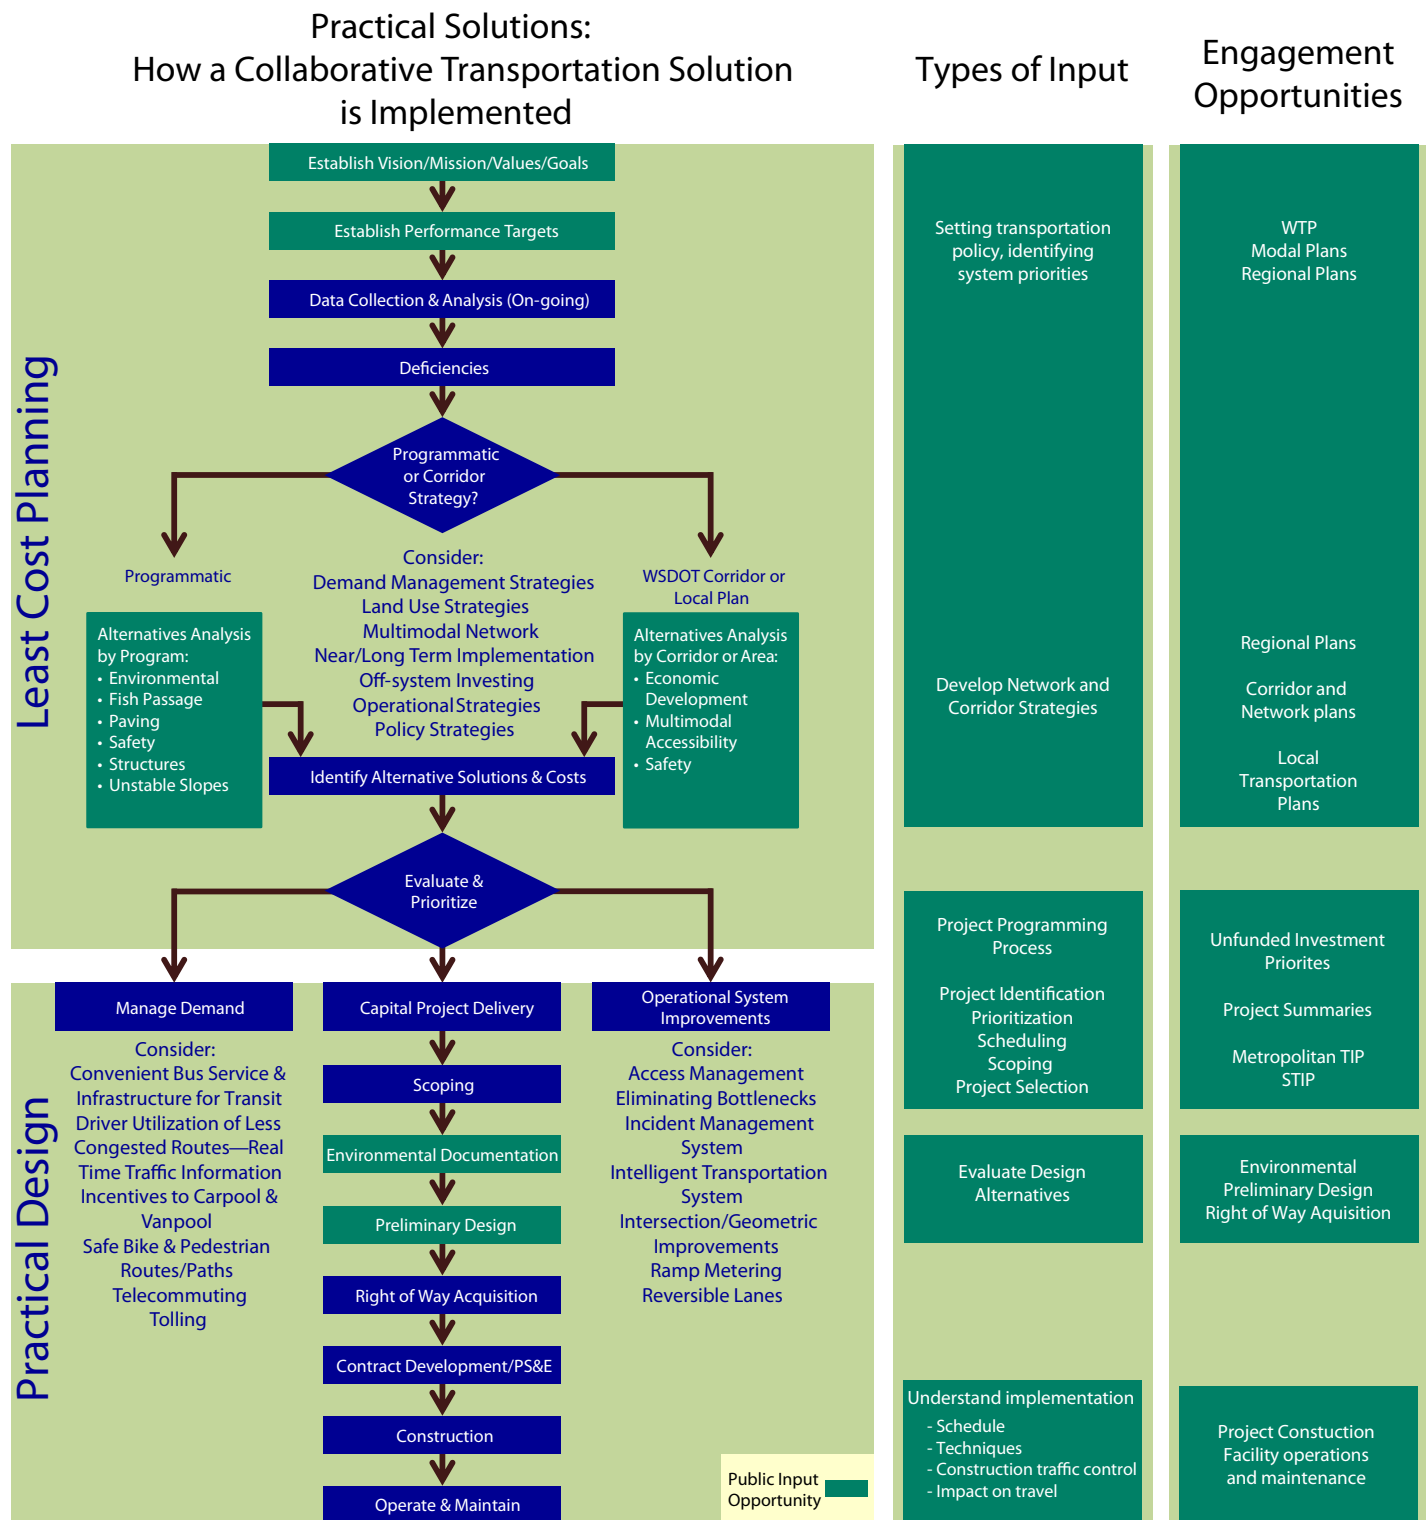 Practical Solutions:
How a Collaborative Transportation Solution
is Implemented
Types of Input
Engagement
Opportunities
Least Cost Planning
Establish Vision/Mission/Values/Goals
Establish Performance Targets
Data Collection & Analysis (On-going)
Deficiencies
Programmatic
or Corridor
Strategy?
Programmatic
Alternatives Analysis
by Program:
• Environmental
• Fish Passage
• Paving
• Safety
• Structures
• Unstable Slopes
Consider:
Demand Management Strategies
Land Use Strategies
Multimodal Network
Near/Long Term Implementation
Off-system Investing
Operational Strategies
Policy Strategies
WSDOT Corridor or
Local Plan
Alternatives Analysis
by Corridor or Area:
• Economic
Development
• Multimodal
Accessibility
• Safety
Identify Alternative Solutions & Costs
Evaluate &
Prioritize
Practical Design
Manage Demand
Consider:
Convenient Bus Service &
Infrastructure for Transit
Driver Utilization of Less
Congested Routes—Real
Time Traffic Information
Incentives to Carpool &
Vanpool
Safe Bike & Pedestrian
Routes/Paths
Telecommuting
Tolling
Capital Project Delivery
Scoping
Environmental Documentation
Preliminary Design
Right of Way Acquisition
Contract Development/PS&E
Construction
Operate & Maintain
Operational System
Improvements
Consider:
Access Management
Eliminating Bottlenecks
Incident Management
System
Intelligent Transportation
System
Intersection/Geometric
Improvements
Ramp Metering
Reversible Lanes
Public Input
Opportunity
Setting transportation
policy, identifying
system priorities
Develop Network and
Corridor Strategies
Project Programming
Process
Project Identification
Prioritization
Scheduling
Scoping
Project Selection
Evaluate Design
Alternatives
Understand implementation
- Schedule
- Techniques
- Construction traffic control
- Impact on travel
WTP
Modal Plans
Regional Plans
Regional Plans
Corridor and
Network plans
Local
Transportation
Plans
Unfunded Investment
Priorites
Project Summaries
Metropolitan TIP
STIP
Environmental
Preliminary Design
Right of Way Aquisition
Project Constuction
Facility operations
and maintenance